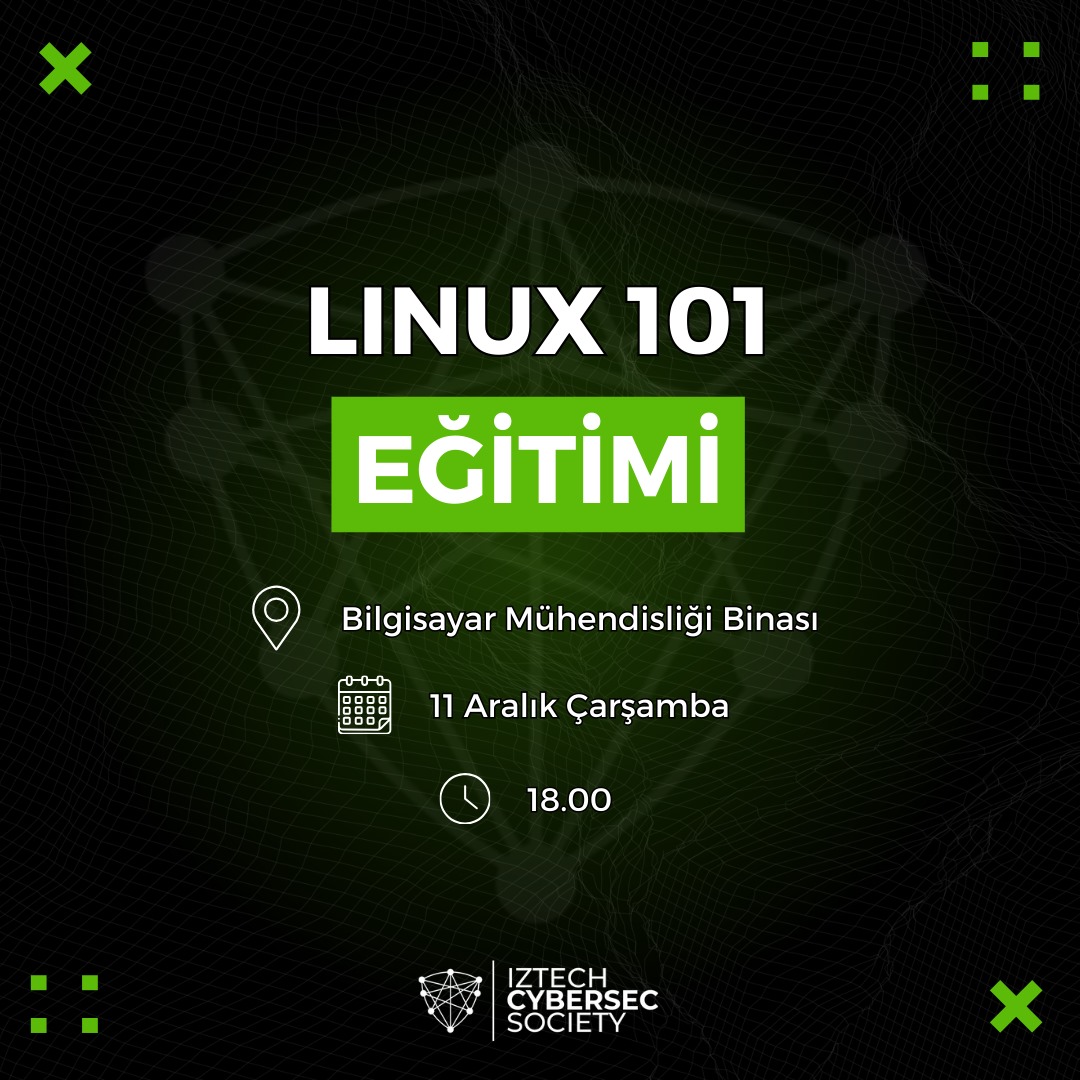 LINUX 101
EĞİTİMİ
Bilgisayar Mühendisliği Binası
11 Aralık Çarşamba
18.00
IZTECH
CYBERSEC
SOCIETY